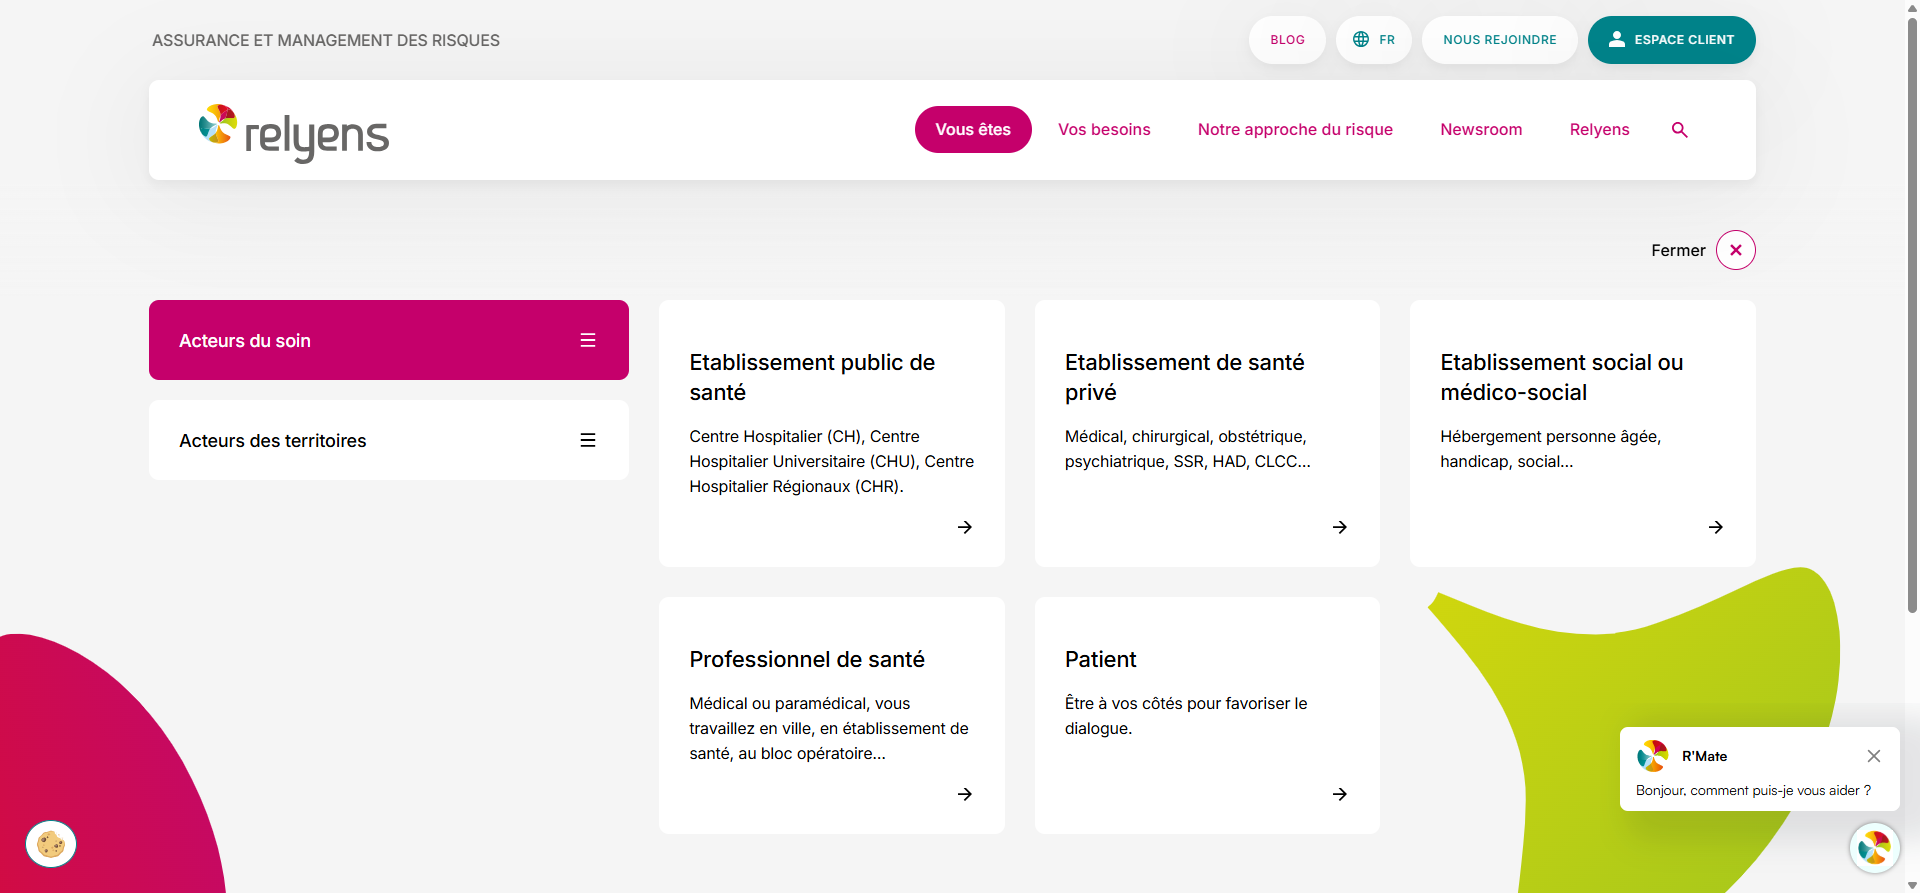 ASSURANCE ET MANAGEMENT DES RISQUES
BLOG
FR
NOUS REJOINDRE
ESPACE CLIENT
relyens
Vous êtes
Vos besoins
Notre approche du risque
Newsroom
Relyens
Fermer
Acteurs du soin
Acteurs des territoires
Etablissement public de
santé
Centre Hospitalier (CH), Centre
Hospitalier Universitaire (CHU), Centre
Hospitalier Régionaux (CHR).
Etablissement de santé
privé
Médical, chirurgical, obstétrique,
psychiatrique, SSR, HAD, CLCC...
Etablissement social ou
médico-social
Hébergement personne âgée,
handicap, social...
Professionnel de santé
Médical ou paramédical, vous
travaillez en ville, en établissement de
santé, au bloc opératoire...
Patient
Être à vos côtés pour favoriser le
dialogue.
R'Mate
Bonjour, comment puis-je vous aider ?